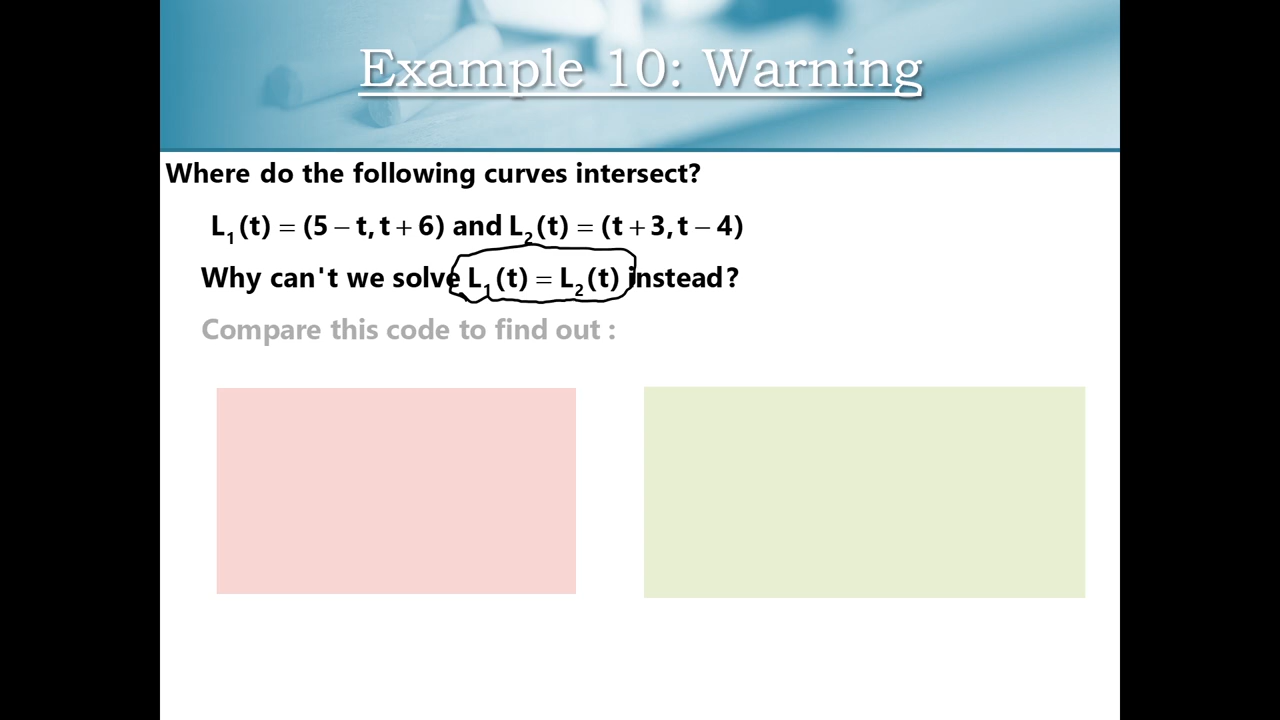 Example 10: Warning
Where do the following curves intersect?
L₁(t) = (5 − t, t + 6) and L₂(t) = (t + 3, t − 4)
Why can't we solve L₁(t) = L₂(t) instead?
Compare this code to find out :